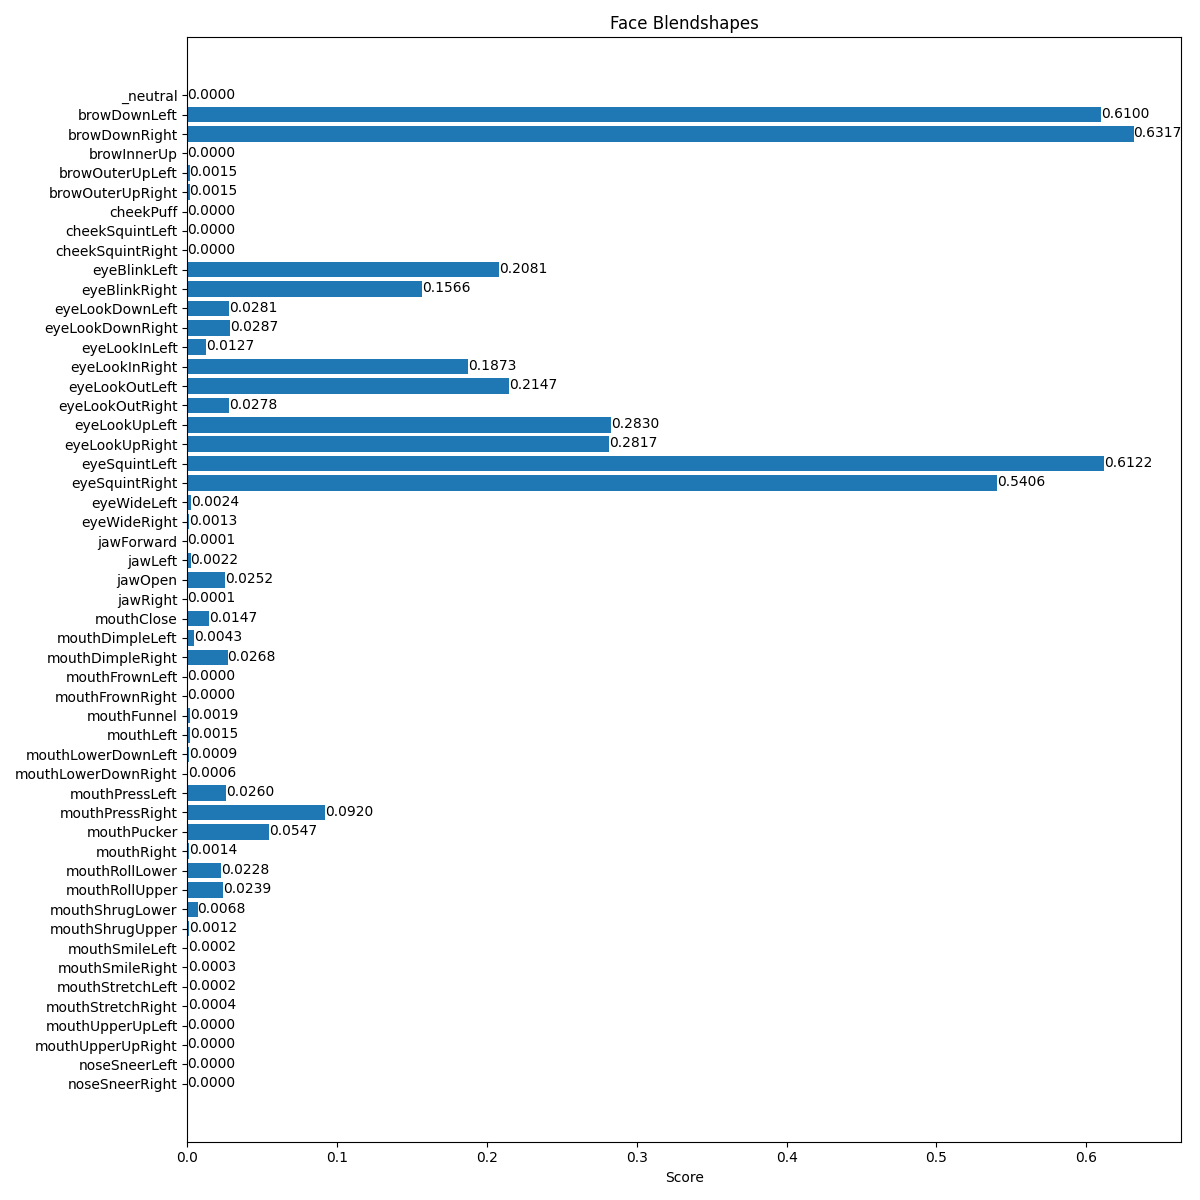 Face Blendshapes
_neutral 0.0000
browDownLeft 0.6100
browDownRight 0.6317
browInnerUp 0.0000
browOuterUpLeft 0.0015
browOuterUpRight 0.0015
cheekPuff 0.0000
cheekSquintLeft 0.0000
cheekSquintRight 0.0000
eyeBlinkLeft 0.2081
eyeBlinkRight 0.1566
eyeLookDownLeft 0.0281
eyeLookDownRight 0.0287
eyeLookInLeft 0.0127
eyeLookInRight 0.1873
eyeLookOutLeft 0.2147
eyeLookOutRight 0.0278
eyeLookUpLeft 0.2830
eyeLookUpRight 0.2817
eyeSquintLeft 0.6122
eyeSquintRight 0.5406
eyeWideLeft 0.0024
eyeWideRight 0.0013
jawForward 0.0001
jawLeft 0.0022
jawOpen 0.0252
jawRight 0.0001
mouthClose 0.0147
mouthDimpleLeft 0.0043
mouthDimpleRight 0.0268
mouthFrownLeft 0.0000
mouthFrownRight 0.0000
mouthFunnel 0.0019
mouthLeft 0.0015
mouthLowerDownLeft 0.0009
mouthLowerDownRight 0.0006
mouthPressLeft 0.0260
mouthPressRight 0.0920
mouthPucker 0.0547
mouthRight 0.0014
mouthRollLower 0.0228
mouthRollUpper 0.0239
mouthShrugLower 0.0068
mouthShrugUpper 0.0012
mouthSmileLeft 0.0002
mouthSmileRight 0.0003
mouthStretchLeft 0.0002
mouthStretchRight 0.0004
mouthUpperUpLeft 0.0000
mouthUpperUpRight 0.0000
noseSneerLeft 0.0000
noseSneerRight 0.0000
0.0 0.1 0.2 0.3 0.4 0.5 0.6
Score